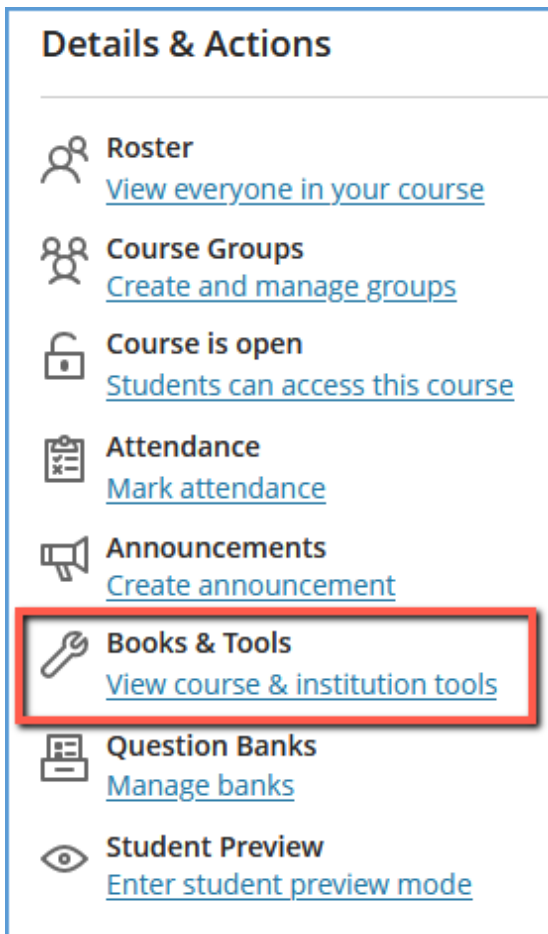 Details & Actions
Roster
View everyone in your course
Course Groups
Create and manage groups
Course is open
Students can access this course
Attendance
Mark attendance
Announcements
Create announcement
Books & Tools
View course & institution tools
Question Banks
Manage banks
Student Preview
Enter student preview mode